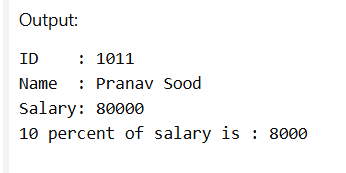 Output:
ID    : 1011
Name  : Pranav Sood
Salary: 80000
10 percent of salary is : 8000